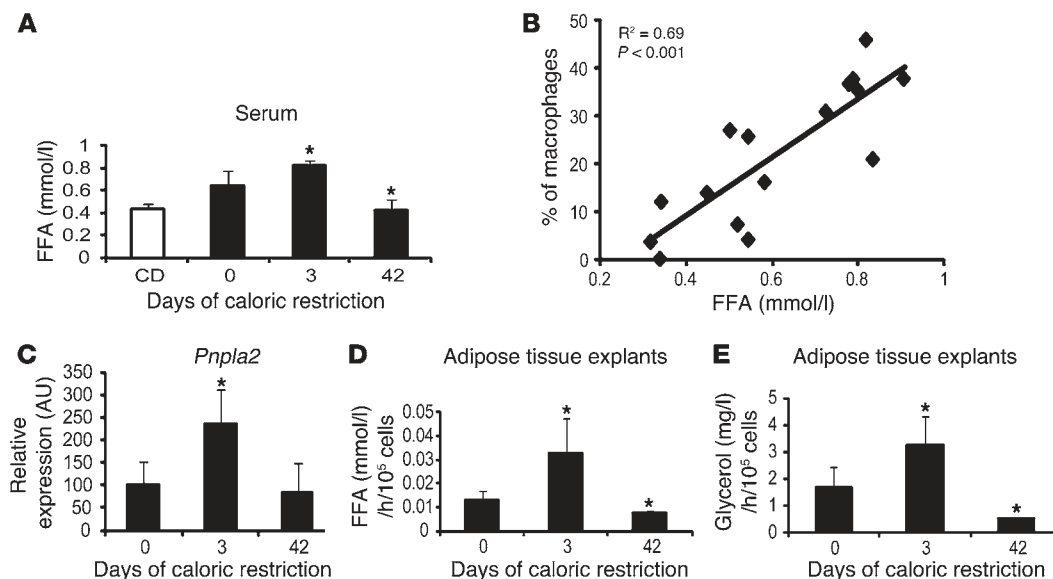 A
Serum
FFA (mmol/l)
1
0.8
0.6
0.4
0.2
0
*
*
CD 0 3 42
Days of caloric restriction
B
R² = 0.69
P < 0.001
% of macrophages
50
40
30
20
10
0
0.2 0.4 0.6 0.8 1
FFA (mmol/l)
C
Pnpla2
Relative
expression (AU)
350
300
250
200
150
100
50
0
*
0 3 42
Days of caloric restriction
D
Adipose tissue explants
FFA (mmol/l)
/h/10⁵ cells
0.05
0.04
0.03
0.02
0.01
0
*
*
0 3 42
Days of caloric restriction
E
Adipose tissue explants
Glycerol (mg/l)
/h/10⁵ cells
5
4
3
2
1
0
*
*
0 3 42
Days of caloric restriction